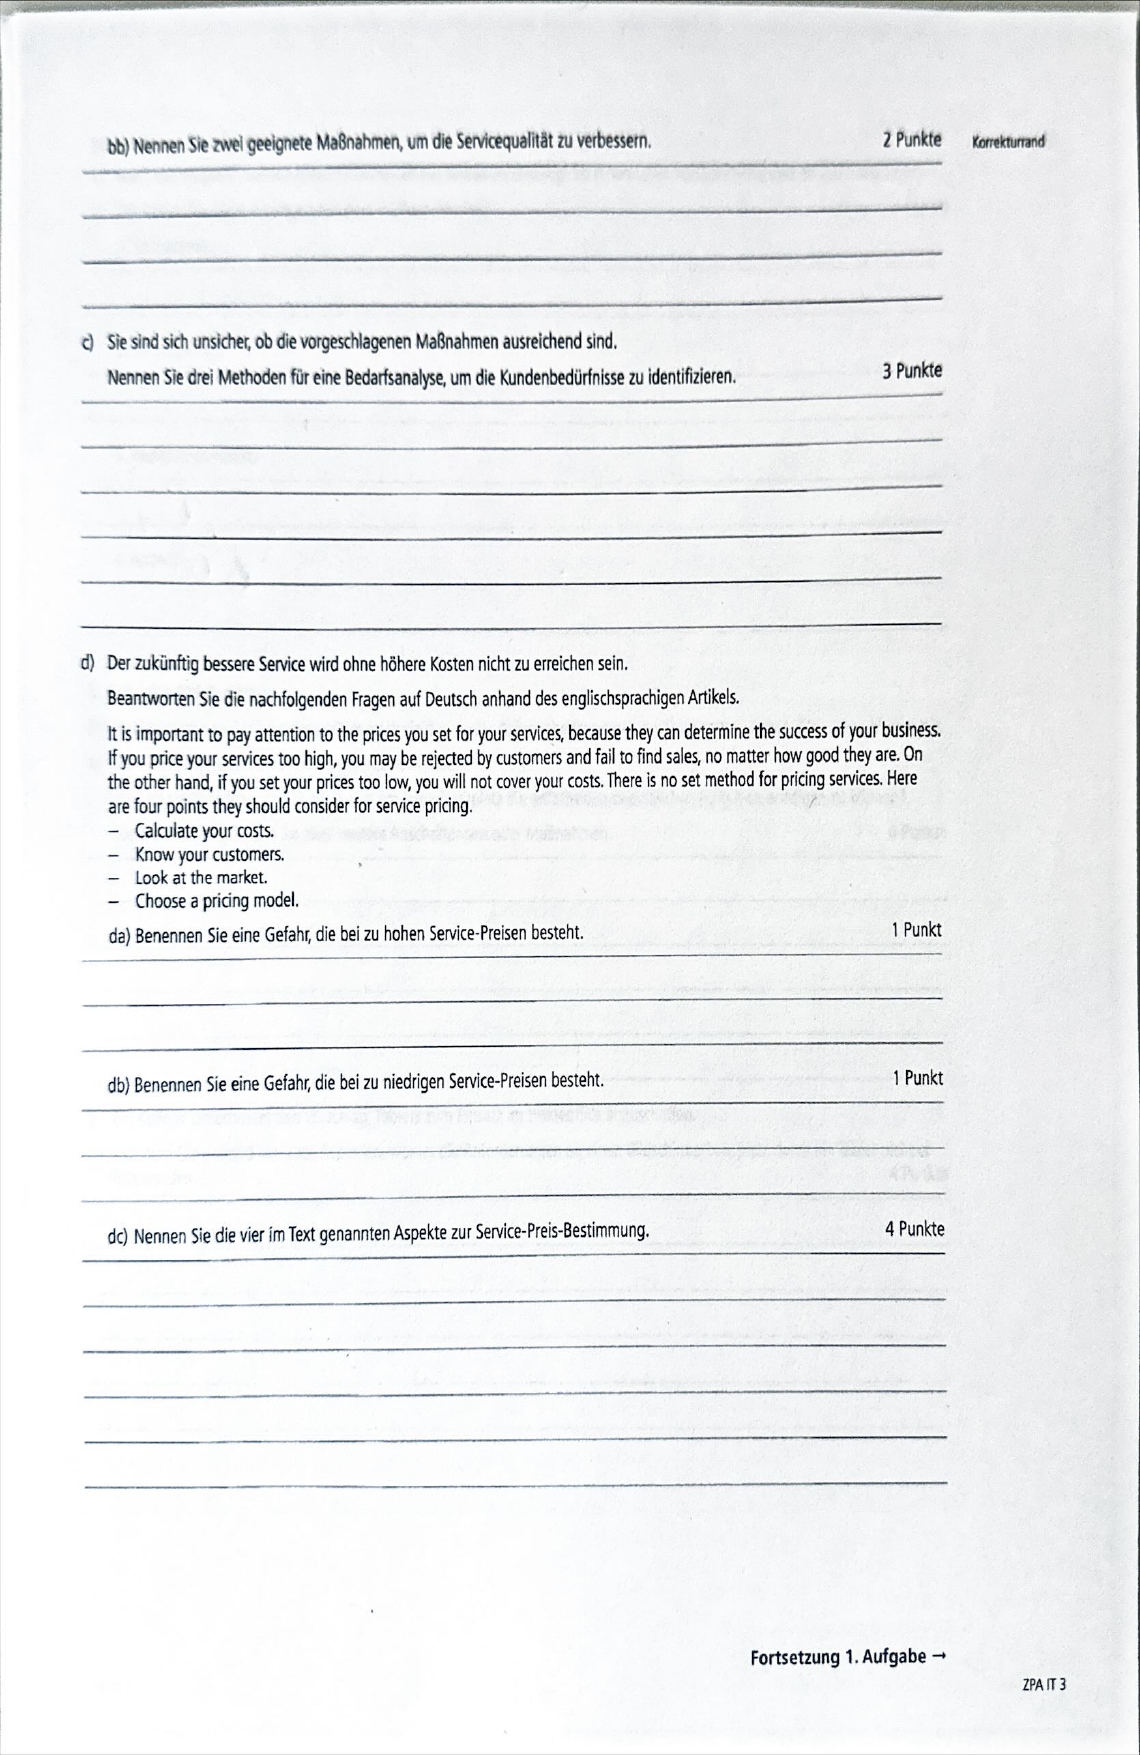 bb) Nennen Sie zwei geeignete Maßnahmen, um die Servicequalität zu verbessern. 2 Punkte Korrekturrand
c) Sie sind sich unsicher, ob die vorgeschlagenen Maßnahmen ausreichend sind.
Nennen Sie drei Methoden für eine Bedarfsanalyse, um die Kundenbedürfnisse zu identifizieren. 3 Punkte
d) Der zukünftig bessere Service wird ohne höhere Kosten nicht zu erreichen sein.
Beantworten Sie die nachfolgenden Fragen auf Deutsch anhand des englischsprachigen Artikels.
It is important to pay attention to the prices you set for your services, because they can determine the success of your business.
If you price your services too high, you may be rejected by customers and fail to find sales, no matter how good they are. On
the other hand, if you set your prices too low, you will not cover your costs. There is no set method for pricing services. Here
are four points they should consider for service pricing.
– Calculate your costs.
– Know your customers.
– Look at the market.
– Choose a pricing model.
da) Benennen Sie eine Gefahr, die bei zu hohen Service-Preisen besteht. 1 Punkt
db) Benennen Sie eine Gefahr, die bei zu niedrigen Service-Preisen besteht. 1 Punkt
dc) Nennen Sie die vier im Text genannten Aspekte zur Service-Preis-Bestimmung. 4 Punkte
Fortsetzung 1. Aufgabe →
ZPA IT 3